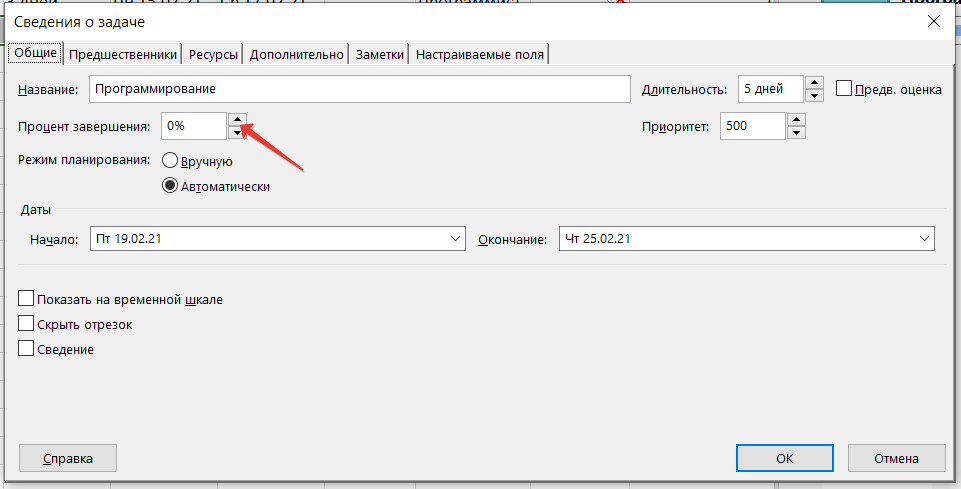 Сведения о задаче
Общие Предшественники Ресурсы Дополнительно Заметки Настраиваемые поля
Название: Программирование Длительность: 5 дней Предв. оценка
Процент завершения: 0% Приоритет: 500
Режим планирования: Вручную
Автоматически
Даты
Начало: Пт 19.02.21 Окончание: Чт 25.02.21
Показать на временной шкале
Скрыть отрезок
Сведение
Справка ОК Отмена